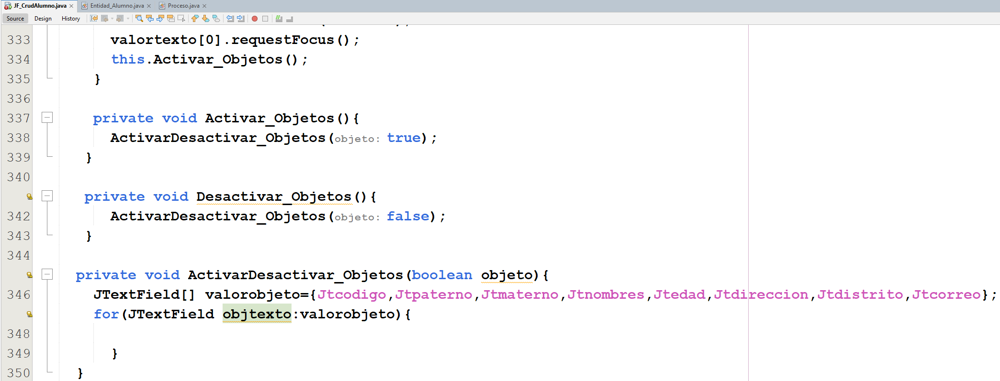 JF_CrudAlumno.java Entidad_Alumno.java Proceso.java
Source Design History
333 valortexto[0].requestFocus();
334 this.Activar_Objetos();
335 }
336
337 private void Activar_Objetos(){
338 ActivarDesactivar_Objetos(objeto: true);
339 }
340
private void Desactivar_Objetos(){
342 ActivarDesactivar_Objetos(objeto: false);
343 }
344
private void ActivarDesactivar_Objetos(boolean objeto){
346 JTextField[] valorobjeto={Jtcodigo,Jtpaterno,Jtmaterno,Jtnombres,Jtedad,Jtdireccion,Jtdistrito,Jtcorreo};
for(JTextField objtexto:valorobjeto){
348
349 }
350 }